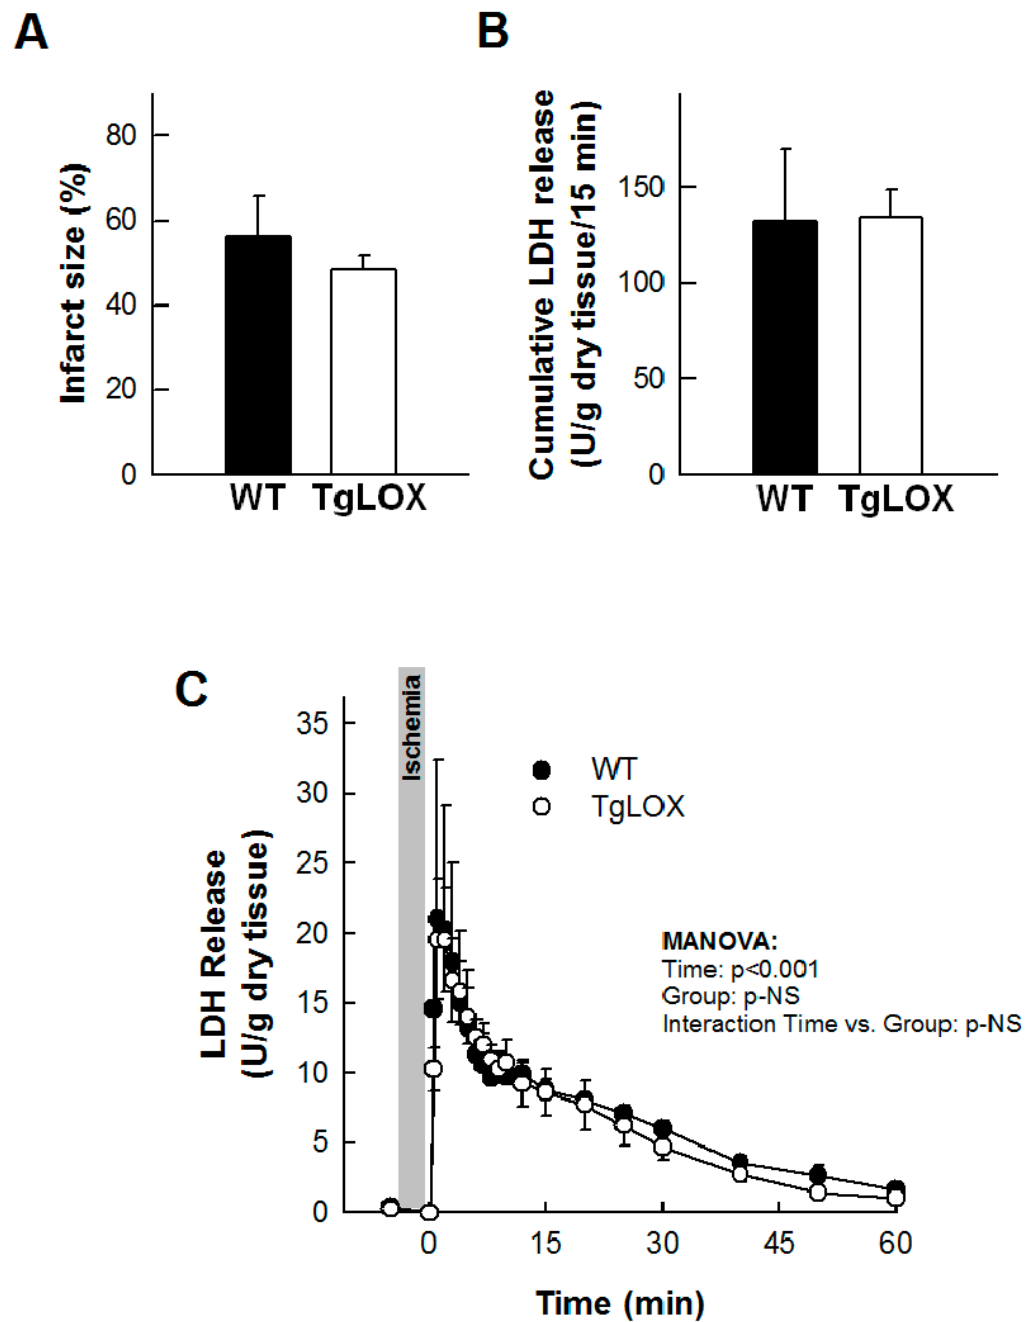 A
Infarct size (%)
80
60
40
20
0
WT TgLOX
B
Cumulative LDH release
(U/g dry tissue/15 min)
150
100
50
0
WT TgLOX
C
Ischemia
LDH Release
(U/g dry tissue)
35
30
25
20
15
10
5
0
WT
TgLOX
MANOVA:
Time: p<0.001
Group: p-NS
Interaction Time vs. Group: p-NS
0 15 30 45 60
Time (min)